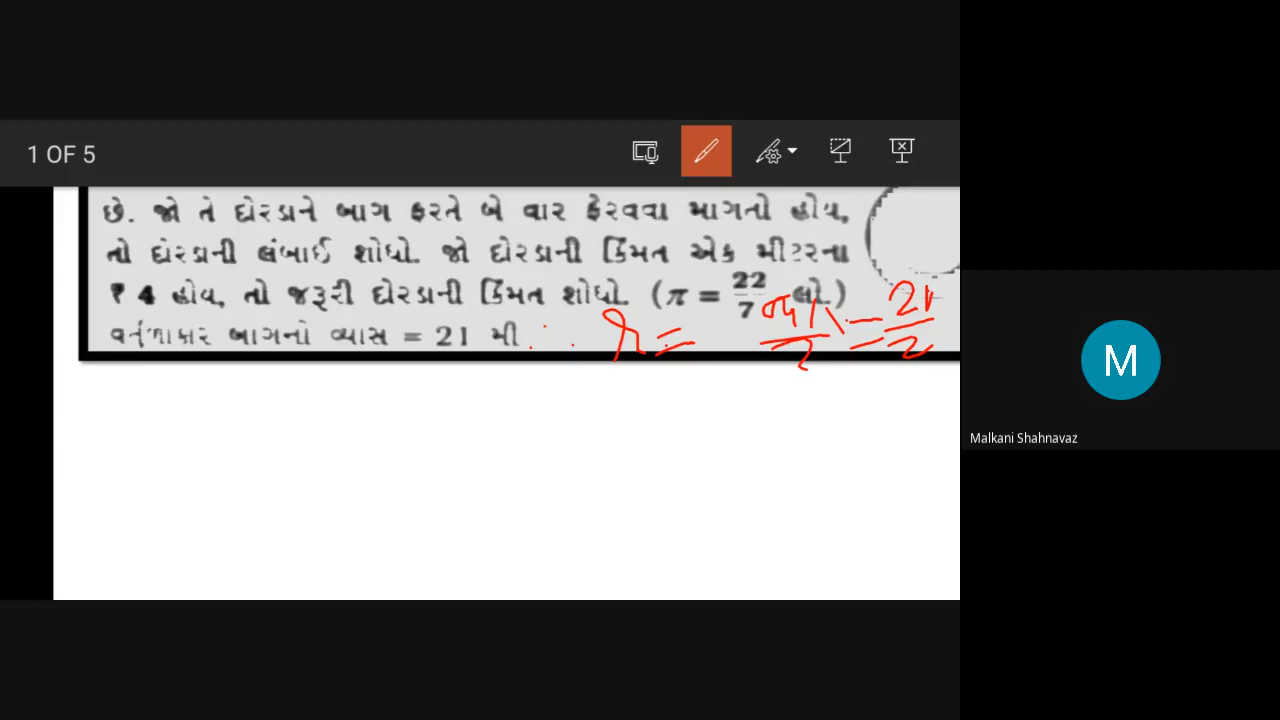 1 OF 5
છે. જો તે દોરડાને બાગ ફરતે બે વાર ફેરવવા માગતો હોય,
તો દોરડાની લંબાઈ શોધો. જો દોરડાની કિંમત એક મીટરના
₹ 4 હોય, તો જરૂરી દોરડાની કિંમત શોધો. (π = 22/7 લો.)
વર્તુળાકાર બાગનો વ્યાસ = 21 મી
r = વ્યાસ/2 = 21/2
M
Malkani Shahnavaz